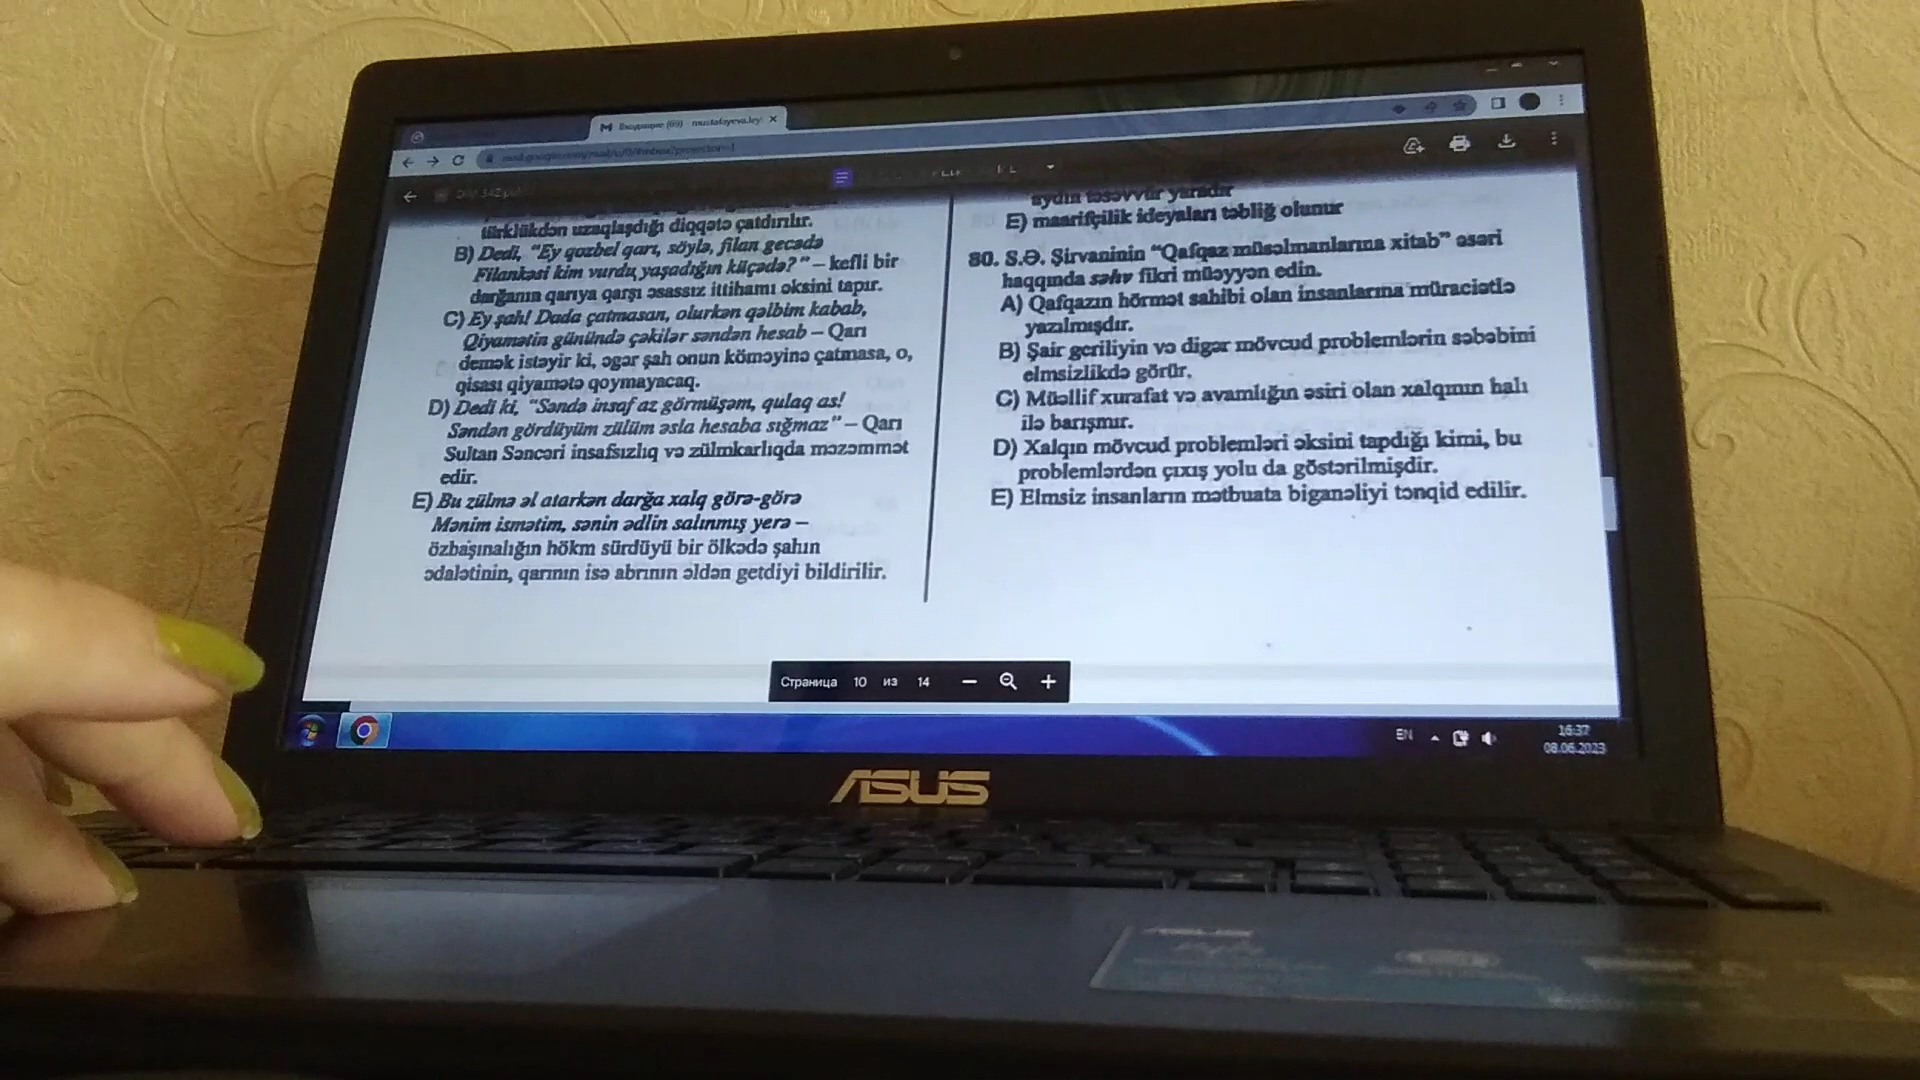 Входящие (69) - mustafayeva.ley
türklükdən uzaqlaşdığı diqqətə çatdırılır.
B) Dedi, “Ey qozbel qarı, söylə, filan gecədə
Filankəsi kim vurdu yaşadığın küçədə?” – kefli bir
darğanın qarıya qarşı əsassız ittihamı əksini tapır.
C) Ey şah! Dada çatmasan, olurkən qəlbim kabab,
Qiyamətin günündə çəkilər səndən hesab – Qarı
demək istəyir ki, əgər şah onun köməyinə çatmasa, o,
qisası qiyamətə qoymayacaq.
D) Dedi ki, “Səndə insaf az görmüşəm, qulaq as!
Səndən gördüyüm zülüm əsla hesaba sığmaz” – Qarı
Sultan Səncəri insafsızlıq və zülmkarlıqda məzəmmət
edir.
E) Bu zülmə əl atarkən darğa xalq görə-görə
Mənim ismətim, sənin ədlin salınmış yerə –
özbaşınalığın hökm sürdüyü bir ölkədə şahın
ədalətinin, qarının isə abrının əldən getdiyi bildirilir.
aydın təsəvvür yaradır
E) maarifçilik ideyaları təbliğ olunur
80. S.Ə. Şirvaninin “Qafqaz müsəlmanlarına xitab” əsəri
haqqında səhv fikri müəyyən edin.
A) Qafqazın hörmət sahibi olan insanlarına müraciətlə
yazılmışdır.
B) Şair geriliyin və digər mövcud problemlərin səbəbini
elmsizlikdə görür.
C) Müəllif xurafat və avamlığın əsiri olan xalqının halı
ilə barışmır.
D) Xalqın mövcud problemləri əksini tapdığı kimi, bu
problemlərdən çıxış yolu da göstərilmişdir.
E) Elmsiz insanların mətbuata biganəliyi tənqid edilir.
Страница 10 из 14
EN
16:37
08.06.2023
ASUS